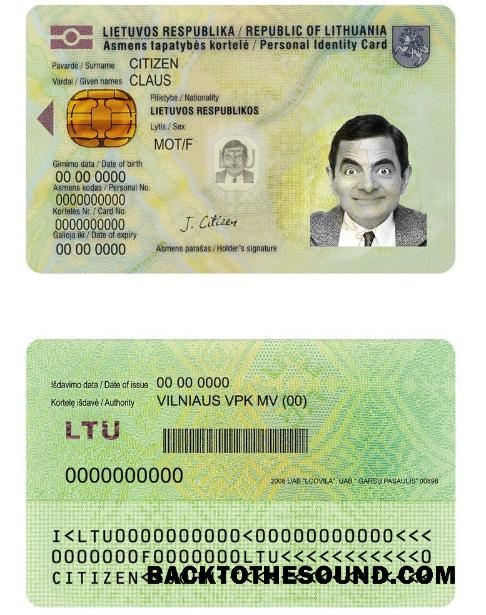 LIETUVOS RESPUBLIKA / REPUBLIC OF LITHUANIA
Asmens tapatybės kortelė / Personal Identity Card
Pavardė / Surname CITIZEN
Vardai / Given names CLAUS
Pilietybė / Nationality
LIETUVOS RESPUBLIKOS
Lytis / Sex
MOT/F
Gimimo data / Date of birth
00 00 0000
Asmens kodas / Personal No.
00000000000
Kortelės Nr. / Card No.
00000000000
Galioja iki / Date of expiry
00 00 0000
J. Citizen
Asmens parašas / Holder's signature
Išdavimo data / Date of issue 00 00 0000
Kortelę išdavė / Authority VILNIAUS VPK MV (00)
LTU
0000000000
2008 UAB "LODVILA", UAB " GARSŲ PASAULIS" 00898
I<LTU0000000000<00000000000<<<
0000000F0000000LTU<<<<<<<<<<<0
CITIZEN<
BACKTOTHESOUND.COM